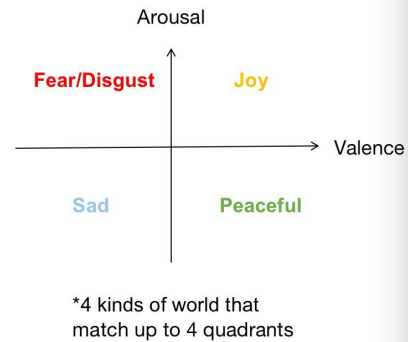 Arousal
Fear/Disgust
Joy
Valence
Sad
Peaceful
*4 kinds of world that
match up to 4 quadrants